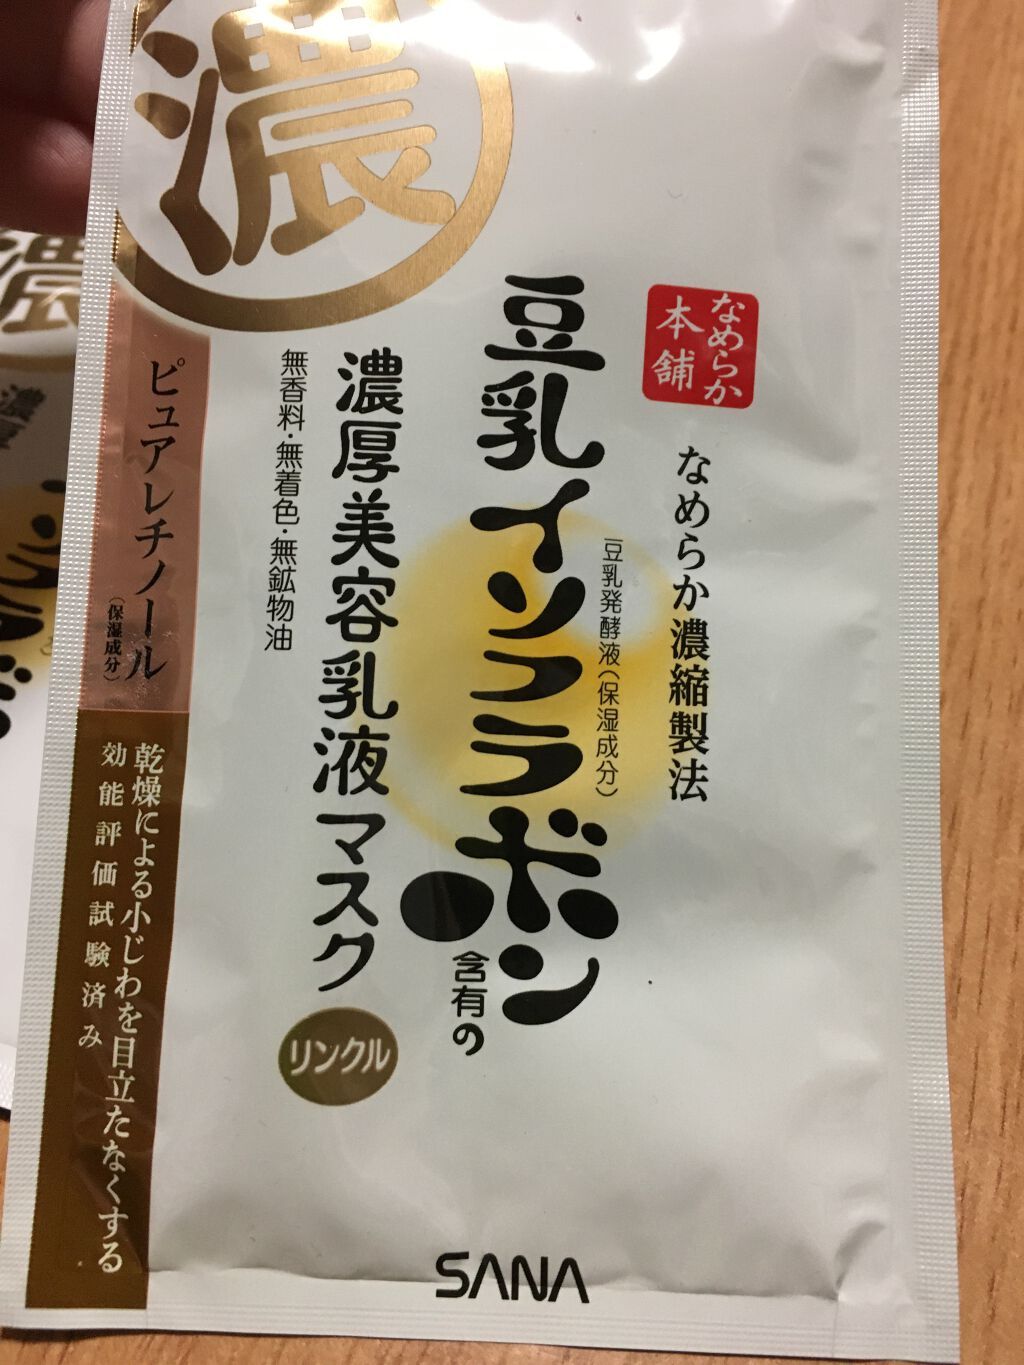 濃
なめらか
本舗
なめらか濃縮製法
豆乳発酵液(保湿成分)
豆乳イソフラボン
含有の
濃厚美容乳液マスク
リンクル
無香料・無着色・無鉱物油
ピュアレチノール
(保湿成分)
乾燥による小じわを目立たなくする
効能評価試験済み
SANA
濃
濃厚